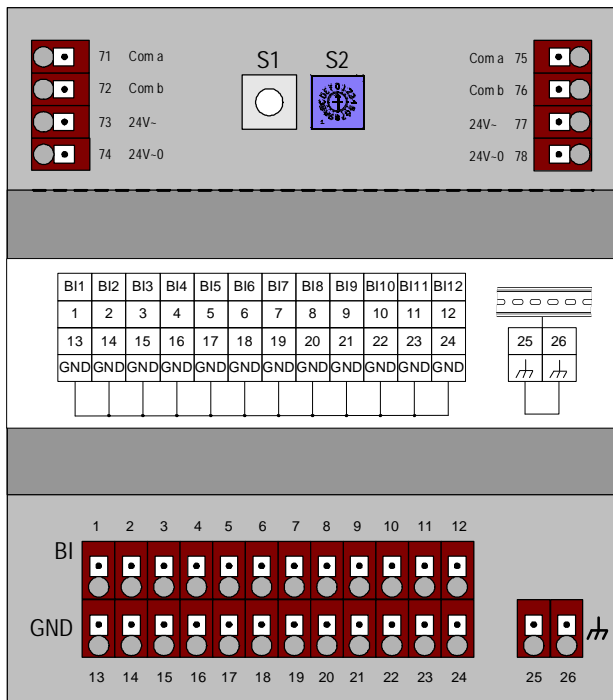 S1 S2
71 Com a
72 Com b
73 24V~
74 24V~0
Com a 75
Com b 76
24V~ 77
24V~0 78
BI1 BI2 BI3 BI4 BI5 BI6 BI7 BI8 BI9 BI10 BI11 BI12
1 2 3 4 5 6 7 8 9 10 11 12
13 14 15 16 17 18 19 20 21 22 23 24
GND GND GND GND GND GND GND GND GND GND GND GND
25 26
1 2 3 4 5 6 7 8 9 10 11 12
BI
GND
13 14 15 16 17 18 19 20 21 22 23 24
25 26